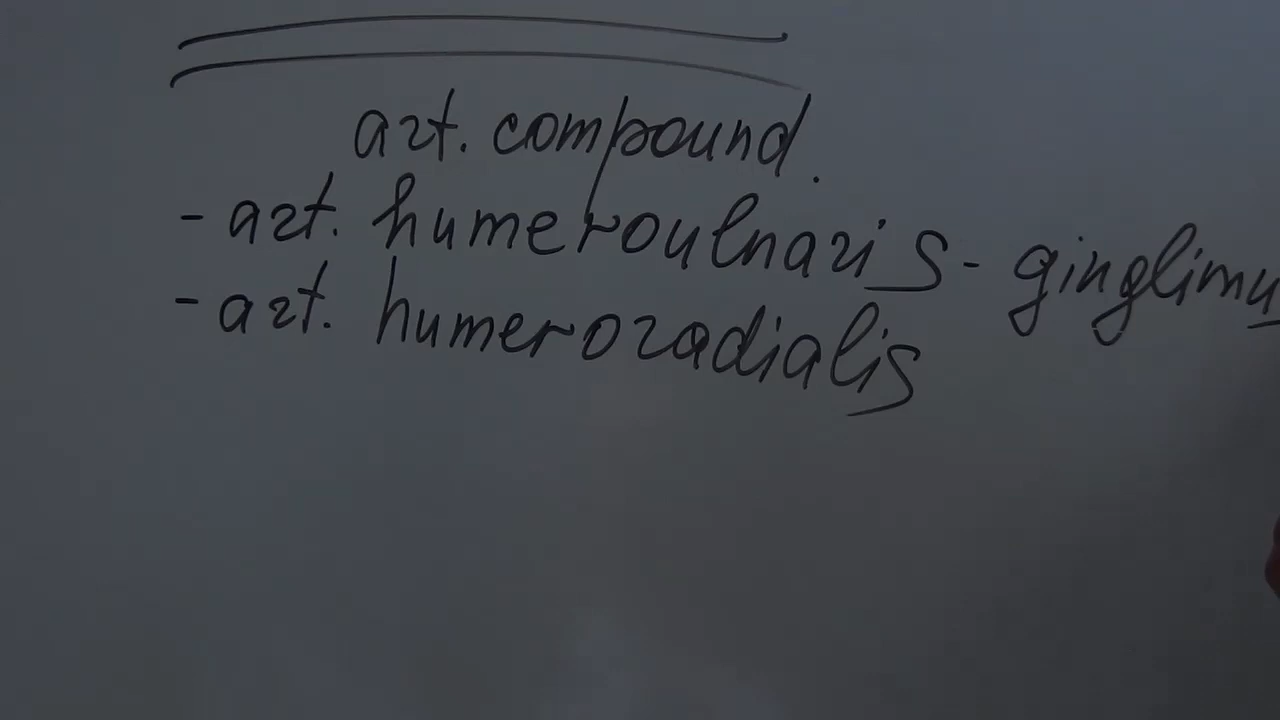 art. compound.
- art. humeroulnaris - ginglimu
- art. humeroradialis